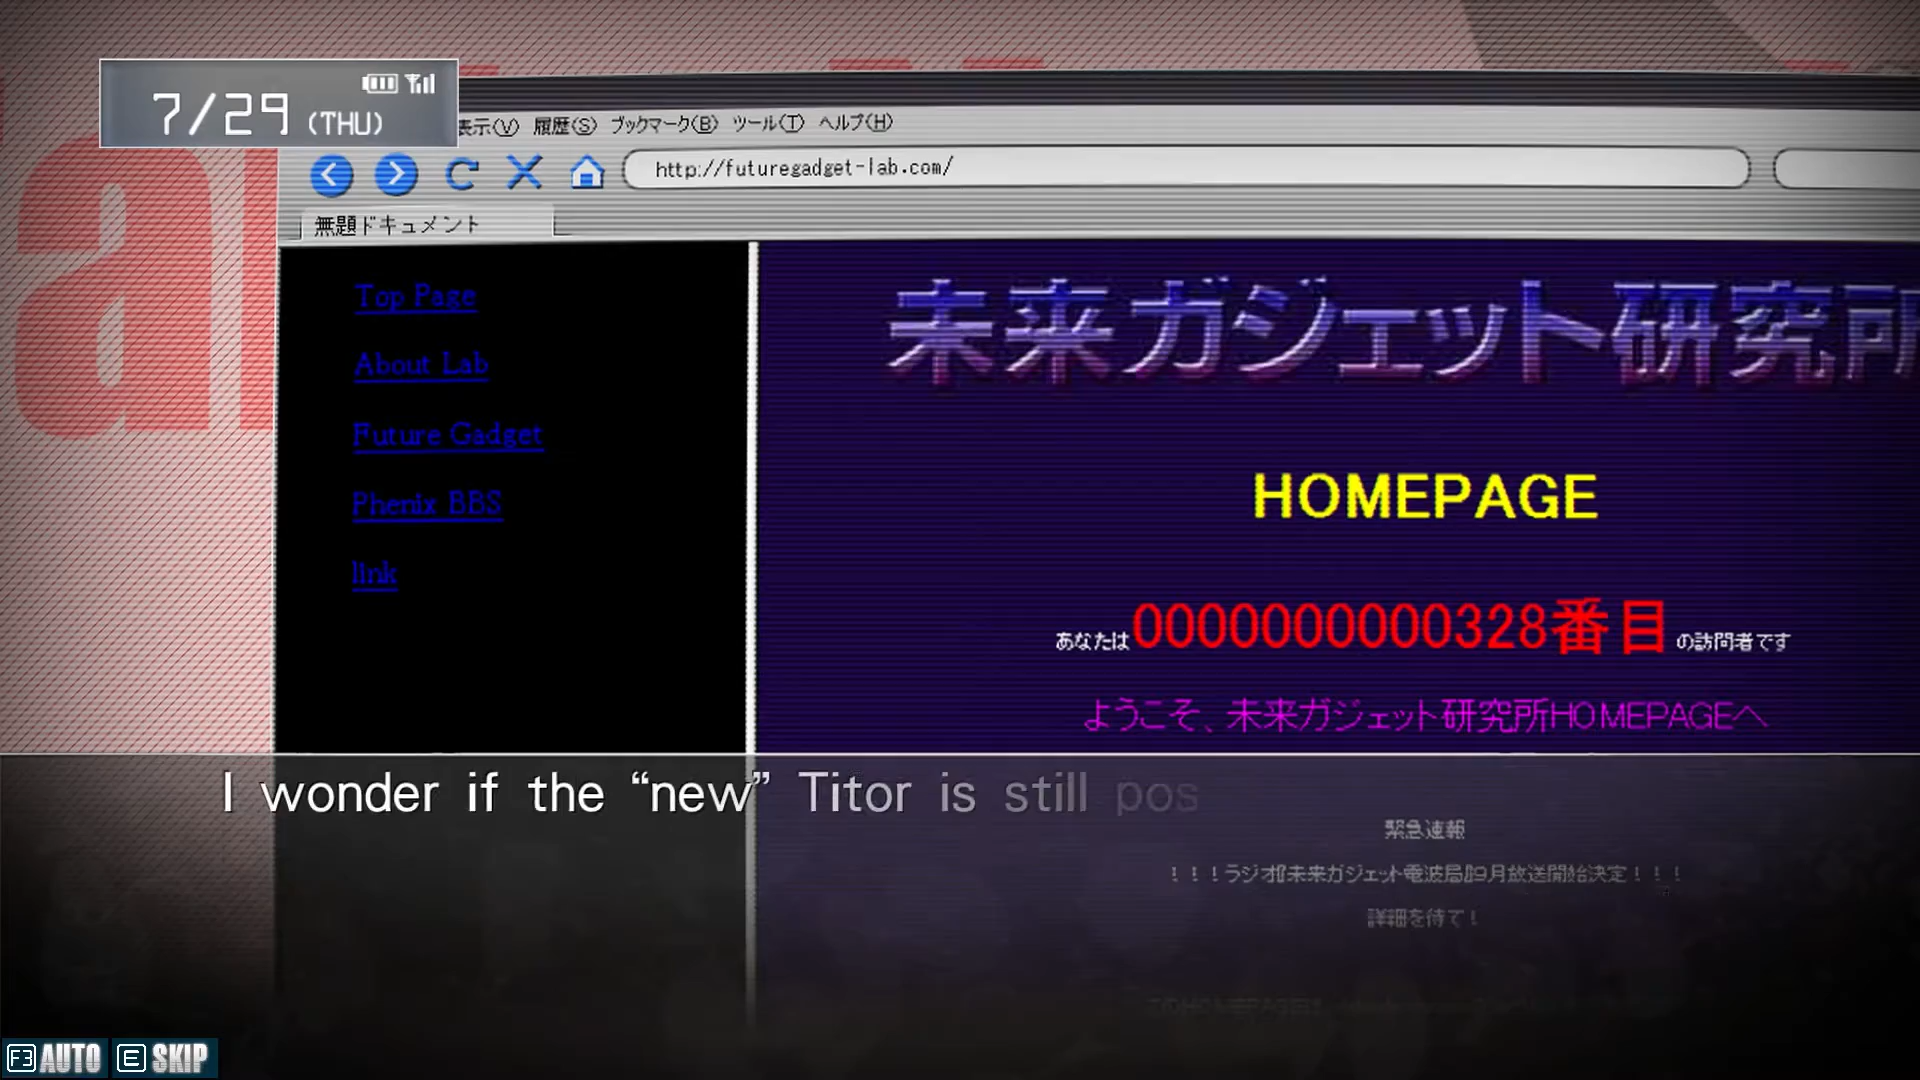 7/29 (THU)
表示(V) 履歴(S) ブックマーク(B) ツール(T) ヘルプ(H)
http://futuregadget-lab.com/
無題ドキュメント
Top Page
About Lab
Future Gadget
Phenix BBS
link
未来ガジェット研究所
HOMEPAGE
あなたは0000000000328番目の訪問者です
ようこそ、未来ガジェット研究所HOMEPAGEへ
I wonder if the “new” Titor is still pos
緊急速報
！！！ラジオ『未来ガジェット電波局』9月放送開始決定！！！
詳細を待て！
F3 AUTO E SKIP